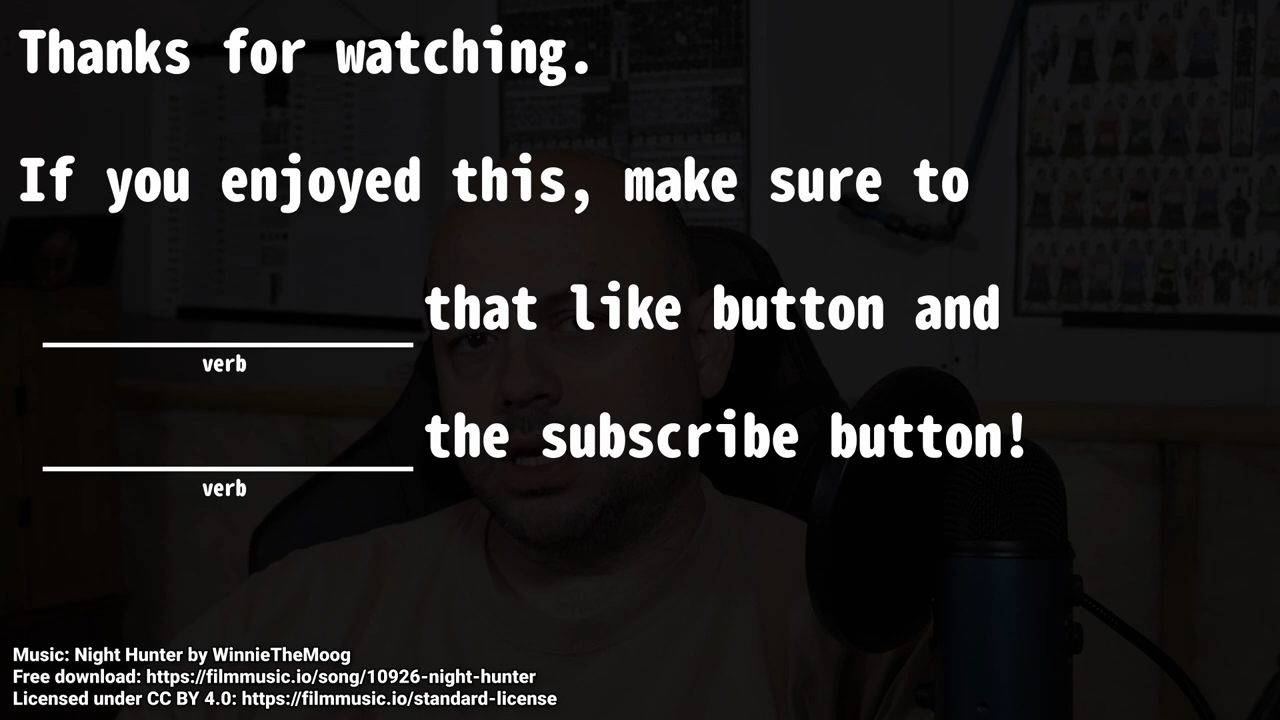 Thanks for watching.
If you enjoyed this, make sure to
that like button and
verb
the subscribe button!
verb
Music: Night Hunter by WinnieTheMoog
Free download: https://filmmusic.io/song/10926-night-hunter
Licensed under CC BY 4.0: https://filmmusic.io/standard-license